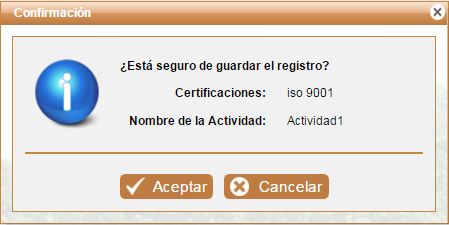 Confirmación
¿Está seguro de guardar el registro?
Certificaciones: iso 9001
Nombre de la Actividad: Actividad1
Aceptar Cancelar